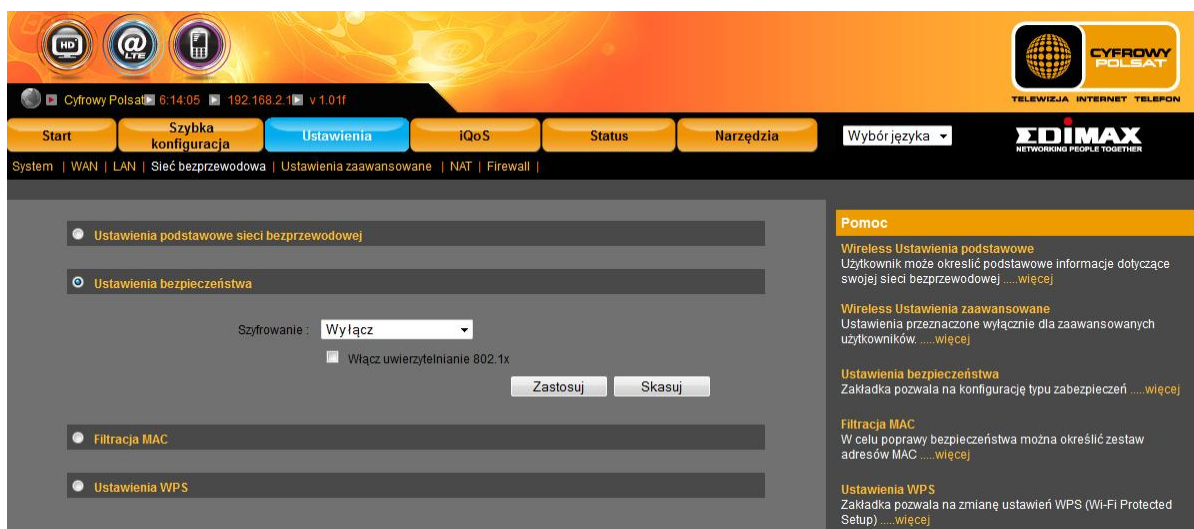 HD
@
LTE
CYFROWY
POLSAT
TELEWIZJA INTERNET TELEFON
Cyfrowy Polsat 6:14:05 192.168.2.1 v 1.01f
Start
Szybka
konfiguracja
Ustawienia
iQoS
Status
Narzędzia
Wybór języka
EDIMAX
NETWORKING PEOPLE TOGETHER
System | WAN | LAN | Sieć bezprzewodowa | Ustawienia zaawansowane | NAT | Firewall |
Ustawienia podstawowe sieci bezprzewodowej
Ustawienia bezpieczeństwa
Szyfrowanie : Wyłącz
Włącz uwierzytelnianie 802.1x
Zastosuj Skasuj
Filtracja MAC
Ustawienia WPS
Pomoc
Wireless Ustawienia podstawowe
Użytkownik może okreslić podstawowe informacje dotyczące
swojej sieci bezprzewodowej .....więcej
Wireless Ustawienia zaawansowane
Ustawienia przeznaczone wyłącznie dla zaawansowanych
użytkowników. .....więcej
Ustawienia bezpieczeństwa
Zakładka pozwala na konfigurację typu zabezpieczeń .....więcej
Filtracja MAC
W celu poprawy bezpieczeństwa można określić zestaw
adresów MAC .....więcej
Ustawienia WPS
Zakładka pozwala na zmianę ustawień WPS (Wi-Fi Protected
Setup) .....więcej